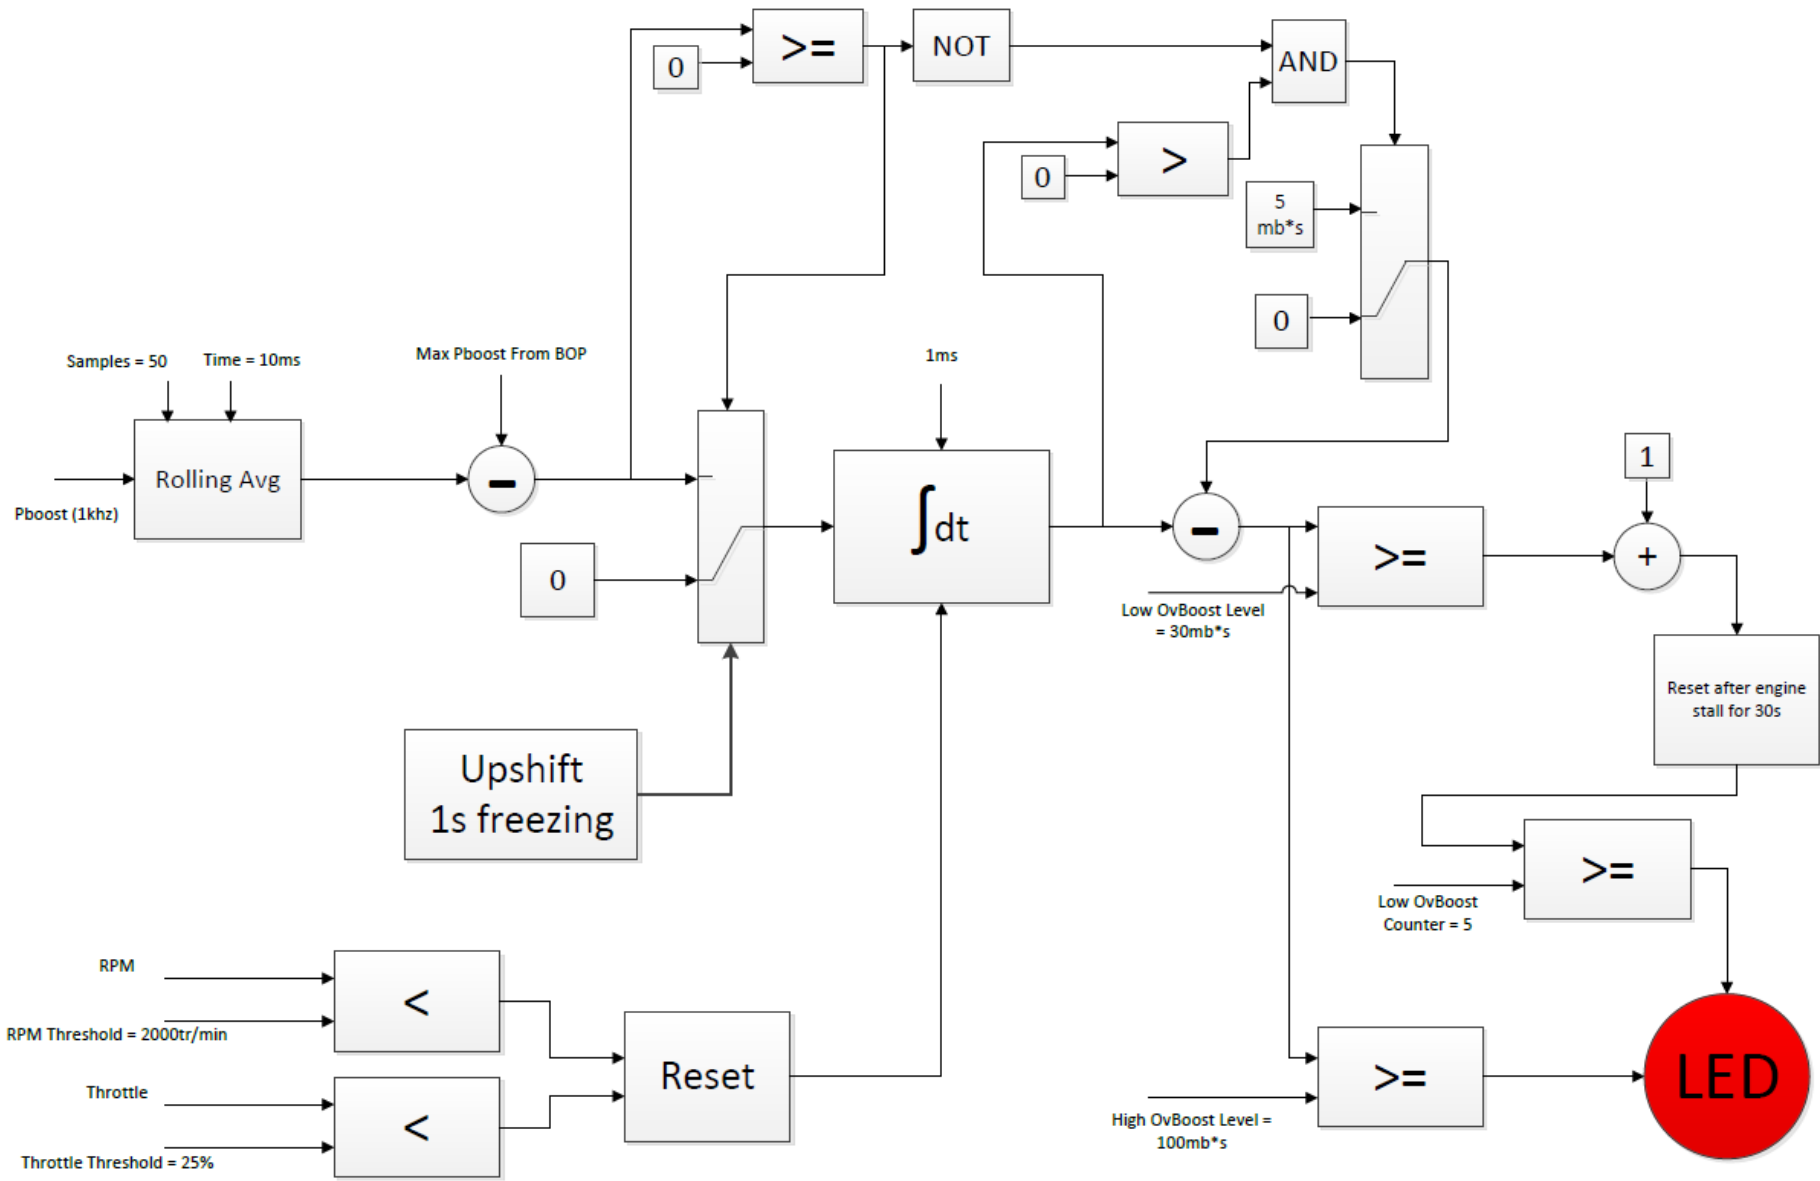 >=
NOT
0
AND
>
0
5
mb*s
0
Samples = 50
Time = 10ms
Max Pboost From BOP
1ms
Rolling Avg
-
Pboost (1khz)
0
∫dt
-
>=
1
+
Low OvBoost Level
= 30mb*s
Reset after engine
stall for 30s
Upshift
1s freezing
>=
Low OvBoost
Counter = 5
RPM
<
RPM Threshold = 2000tr/min
Reset
Throttle
<
Throttle Threshold = 25%
>=
High OvBoost Level =
100mb*s
LED